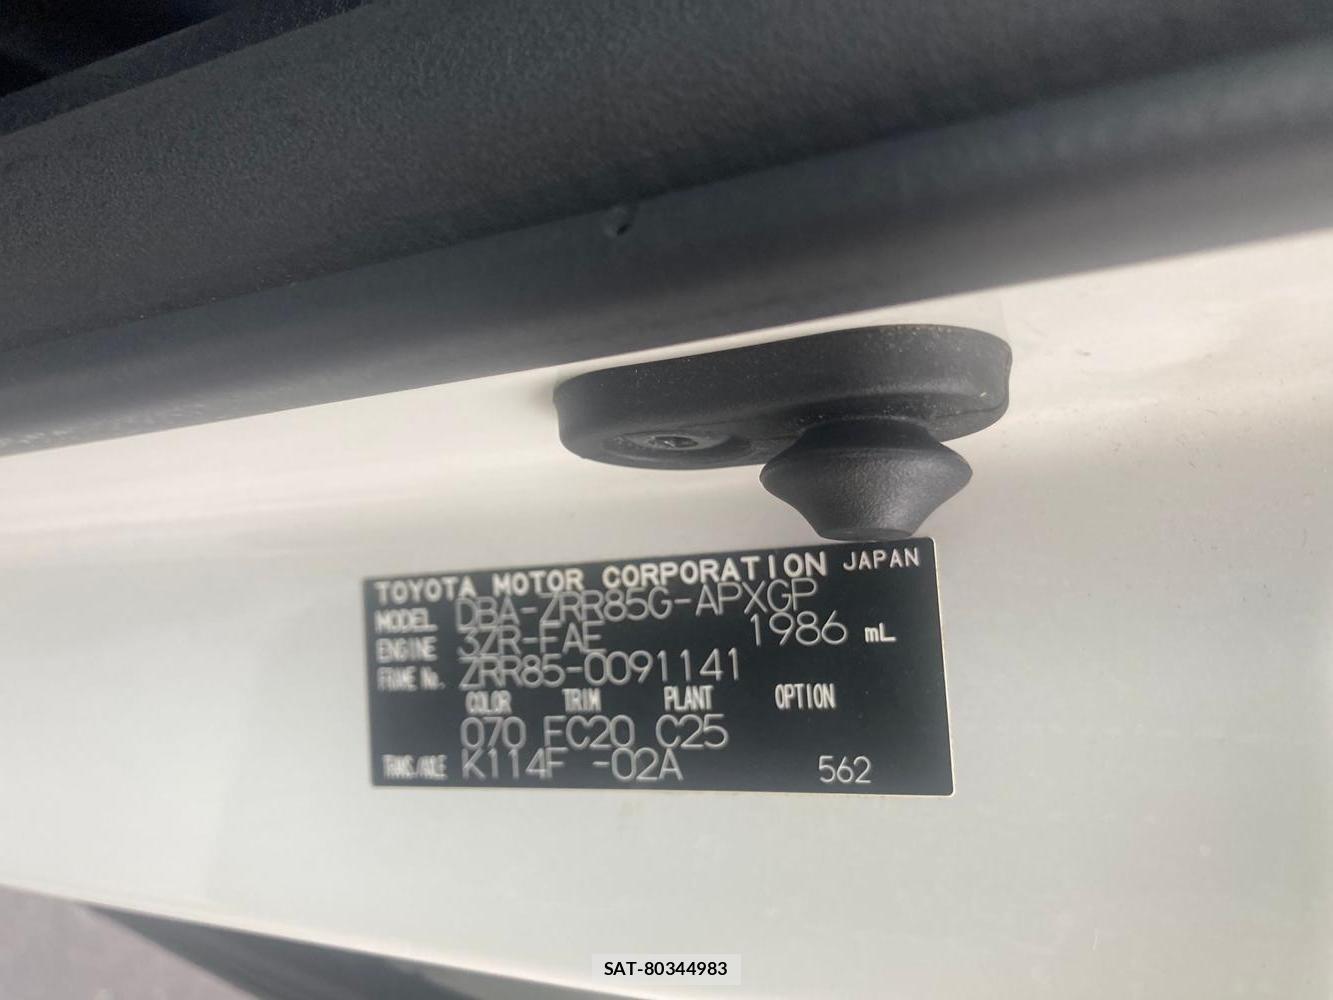 TOYOTA MOTOR CORPORATION JAPAN
MODEL DBA-ZRR85G-APXGP
ENGINE 3ZR-FAE 1986 mL
FRAME No. ZRR85-0091141
COLOR TRIM PLANT OPTION
070 FC20 C25
TRANS/AXLE K114F -02A 562
SAT-80344983